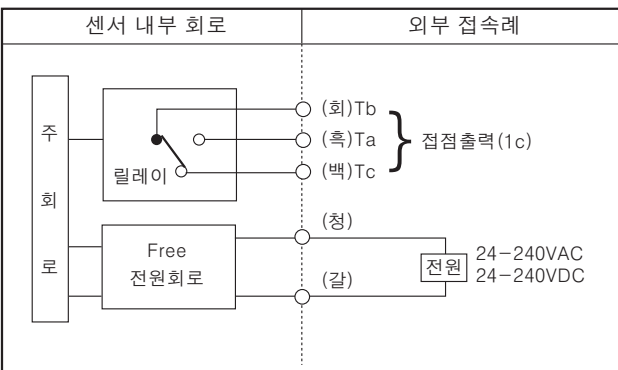 센서 내부 회로
외부 접속례
주
회
로
릴레이
(회)Tb
(흑)Ta
(백)Tc
접점출력(1c)
Free
전원회로
(청)
(갈)
전원
24-240VAC
24-240VDC